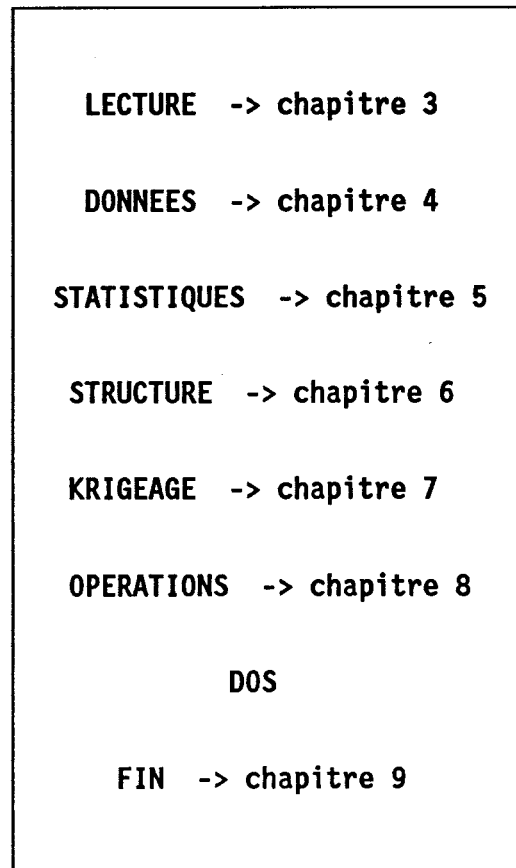 LECTURE -> chapitre 3
DONNEES -> chapitre 4
STATISTIQUES -> chapitre 5
STRUCTURE -> chapitre 6
KRIGEAGE -> chapitre 7
OPERATIONS -> chapitre 8
DOS
FIN -> chapitre 9